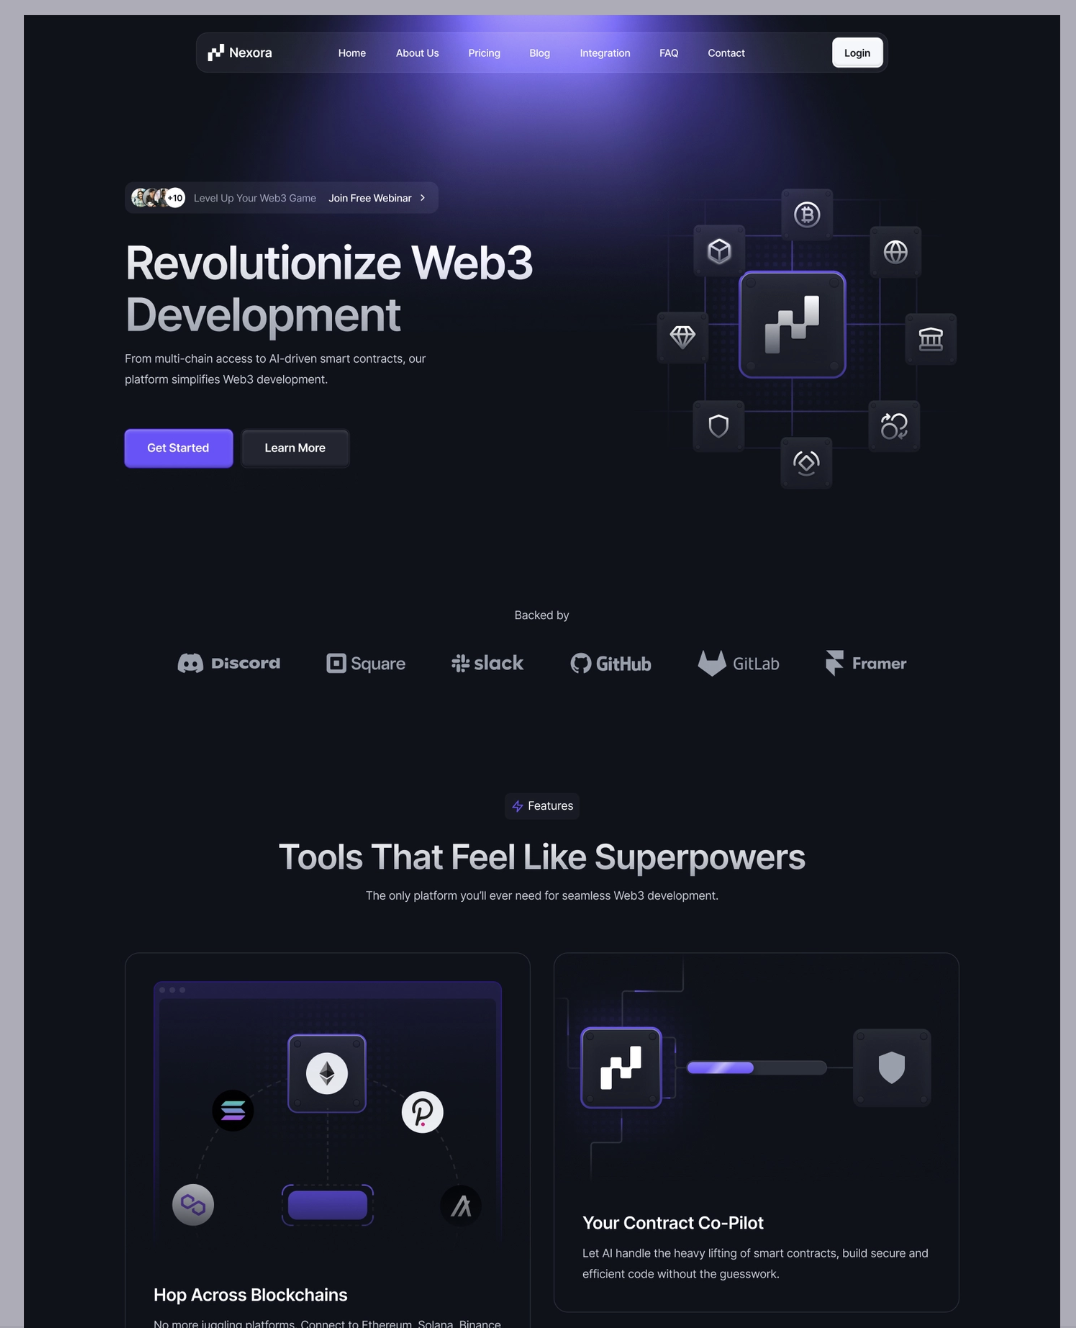 Nexora
Home
About Us
Pricing
Blog
Integration
FAQ
Contact
Login
+10
Level Up Your Web3 Game
Join Free Webinar
Revolutionize Web3
Development
From multi-chain access to AI-driven smart contracts, our
platform simplifies Web3 development.
Get Started
Learn More
Backed by
Discord
Square
slack
GitHub
GitLab
Framer
Features
Tools That Feel Like Superpowers
The only platform you'll ever need for seamless Web3 development.
Hop Across Blockchains
No more juggling platforms. Connect to Ethereum, Solana, Binance
Your Contract Co-Pilot
Let AI handle the heavy lifting of smart contracts, build secure and
efficient code without the guesswork.